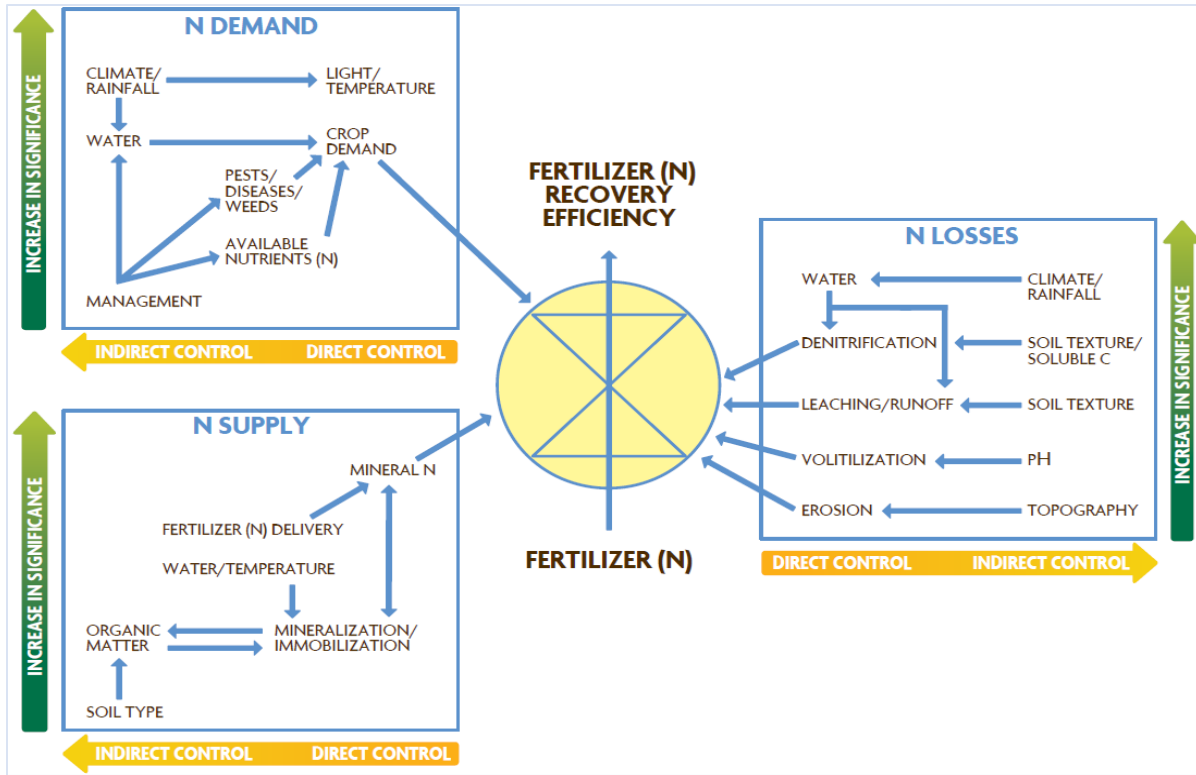 INCREASE IN SIGNIFICANCE
N DEMAND
CLIMATE/
RAINFALL
LIGHT/
TEMPERATURE
WATER
CROP
DEMAND
PESTS/
DISEASES/
WEEDS
AVAILABLE
NUTRIENTS (N)
MANAGEMENT
INDIRECT CONTROL
DIRECT CONTROL
INCREASE IN SIGNIFICANCE
N SUPPLY
MINERAL N
FERTILIZER (N) DELIVERY
WATER/TEMPERATURE
ORGANIC
MATTER
MINERALIZATION/
IMMOBILIZATION
SOIL TYPE
INDIRECT CONTROL
DIRECT CONTROL
FERTILIZER (N)
RECOVERY
EFFICIENCY
FERTILIZER (N)
N LOSSES
WATER
CLIMATE/
RAINFALL
DENITRIFICATION
SOIL TEXTURE/
SOLUBLE C
LEACHING/RUNOFF
SOIL TEXTURE
VOLITILIZATION
PH
EROSION
TOPOGRAPHY
DIRECT CONTROL
INDIRECT CONTROL
INCREASE IN SIGNIFICANCE